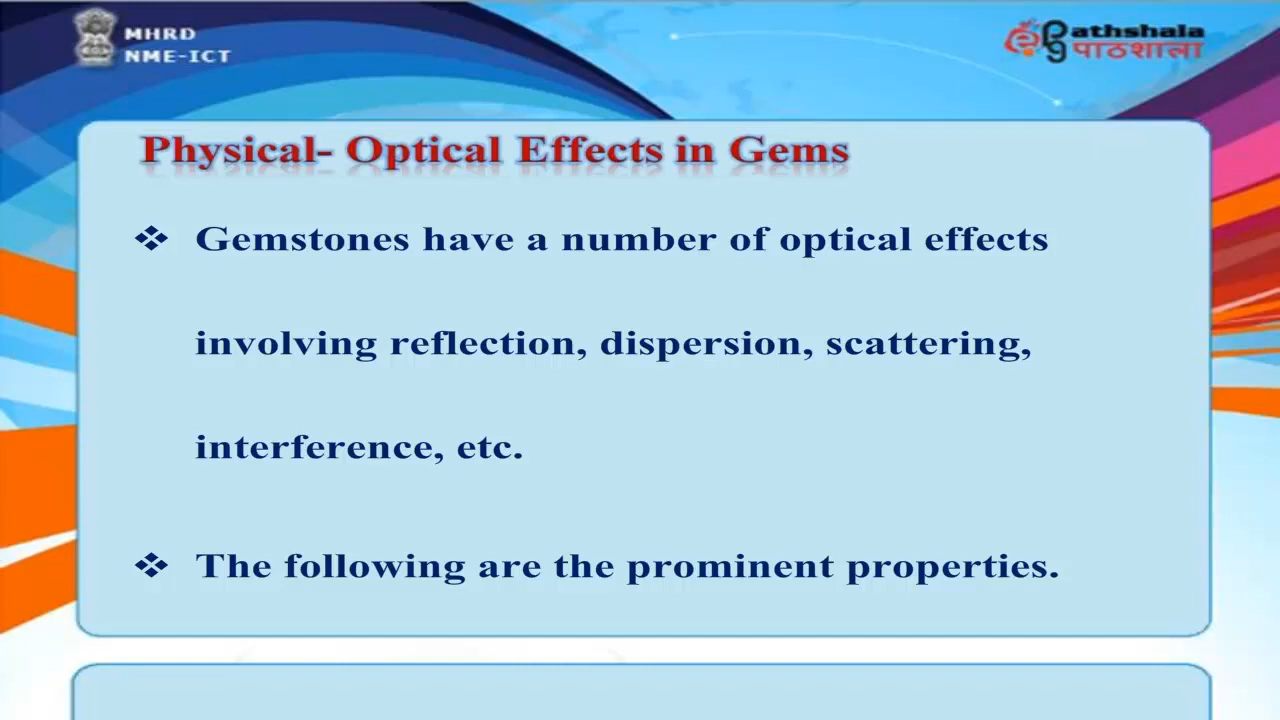 MHRD
NME-ICT
epgathshala
पाठशाला
Physical- Optical Effects in Gems
❖ Gemstones have a number of optical effects
involving reflection, dispersion, scattering,
interference, etc.
❖ The following are the prominent properties.